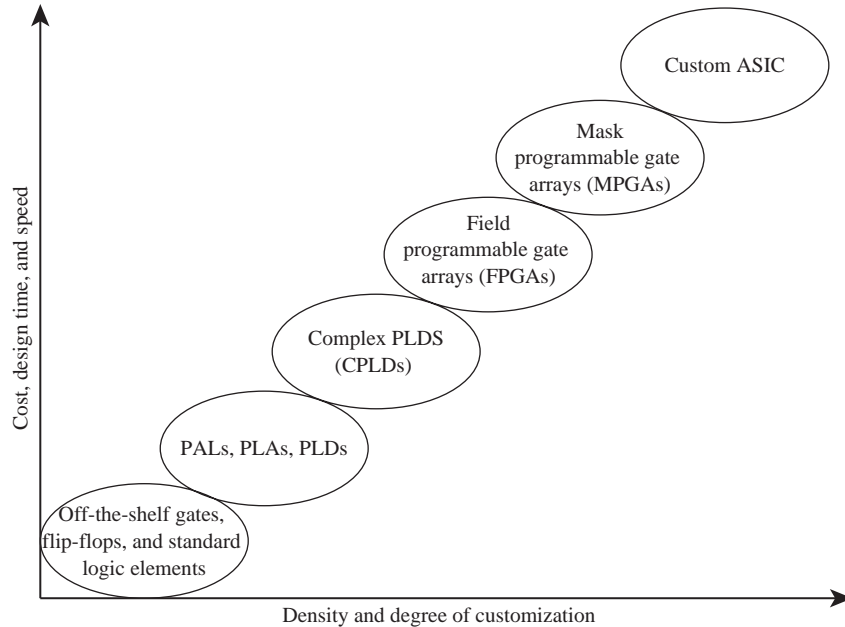 Custom ASIC
Mask
programmable gate
arrays (MPGAs)
Field
programmable gate
arrays (FPGAs)
Complex PLDS
(CPLDs)
PALs, PLAs, PLDs
Off-the-shelf gates,
flip-flops, and standard
logic elements
Cost, design time, and speed
Density and degree of customization